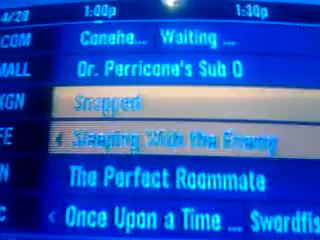 4/28 1:00p 1:30p
.COM Conehe... Waiting ...
MALL Dr. Perricone's Sub Q
XGN Snapped
FE < Sleeping With the Enemy
N The Perfect Roommate
C < Once Upon a Time ... Swordfis